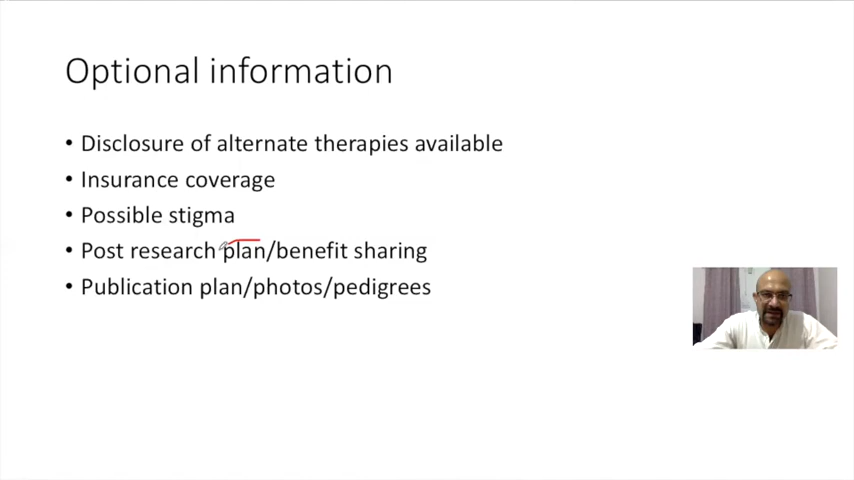 Optional information
• Disclosure of alternate therapies available
• Insurance coverage
• Possible stigma
• Post research plan/benefit sharing
• Publication plan/photos/pedigrees